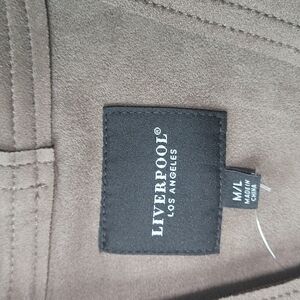 LIVERPOOL®
LOS ANGELES
M/L
MADE IN
CHINA